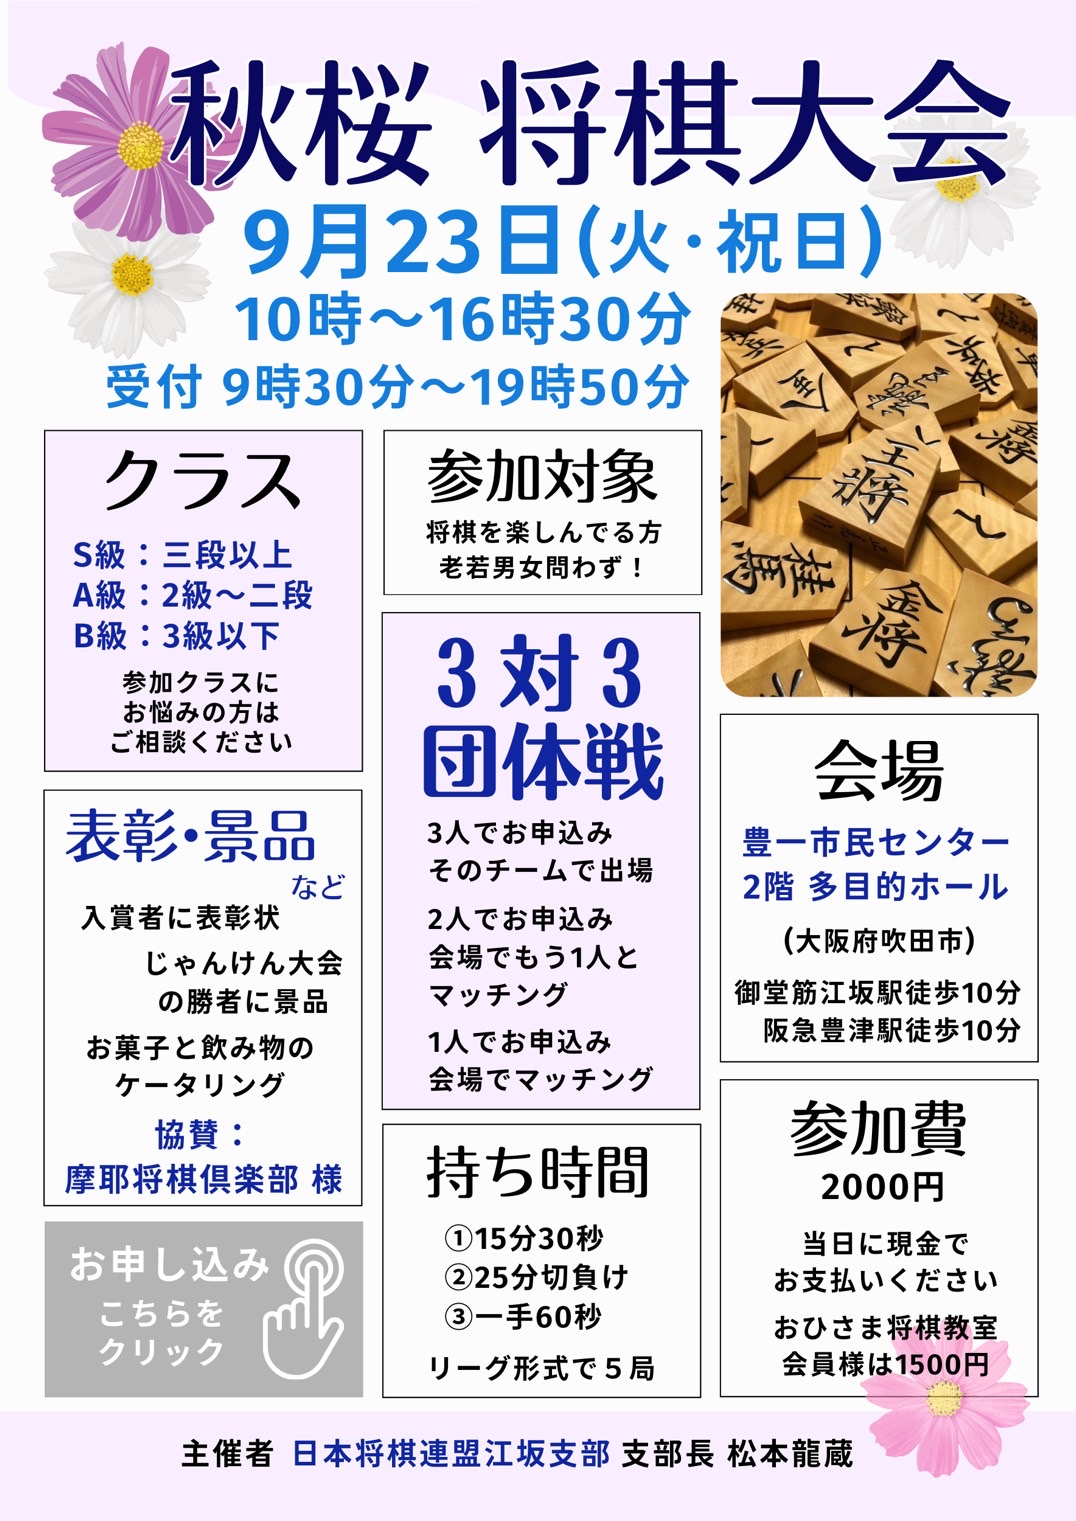 秋桜 将棋大会
9月23日(火・祝日)
10時～16時30分
受付 9時30分～19時50分
クラス
S級：三段以上
A級：2級～二段
B級：3級以下
参加クラスに
お悩みの方は
ご相談ください
参加対象
将棋を楽しんでる方
老若男女問わず！
3対3
団体戦
3人でお申込み
そのチームで出場
2人でお申込み
会場でもう1人と
マッチング
1人でお申込み
会場でマッチング
王将
金将
桂馬
金将
会場
豊一市民センター
2階 多目的ホール
(大阪府吹田市)
御堂筋江坂駅徒歩10分
阪急豊津駅徒歩10分
表彰・景品
など
入賞者に表彰状
じゃんけん大会
の勝者に景品
お菓子と飲み物の
ケータリング
協賛：
摩耶将棋倶楽部 様
持ち時間
①15分30秒
②25分切負け
③一手60秒
リーグ形式で５局
参加費
2000円
当日に現金で
お支払いください
おひさま将棋教室
会員様は1500円
お申し込み
こちらを
クリック
主催者 日本将棋連盟江坂支部 支部長 松本龍蔵